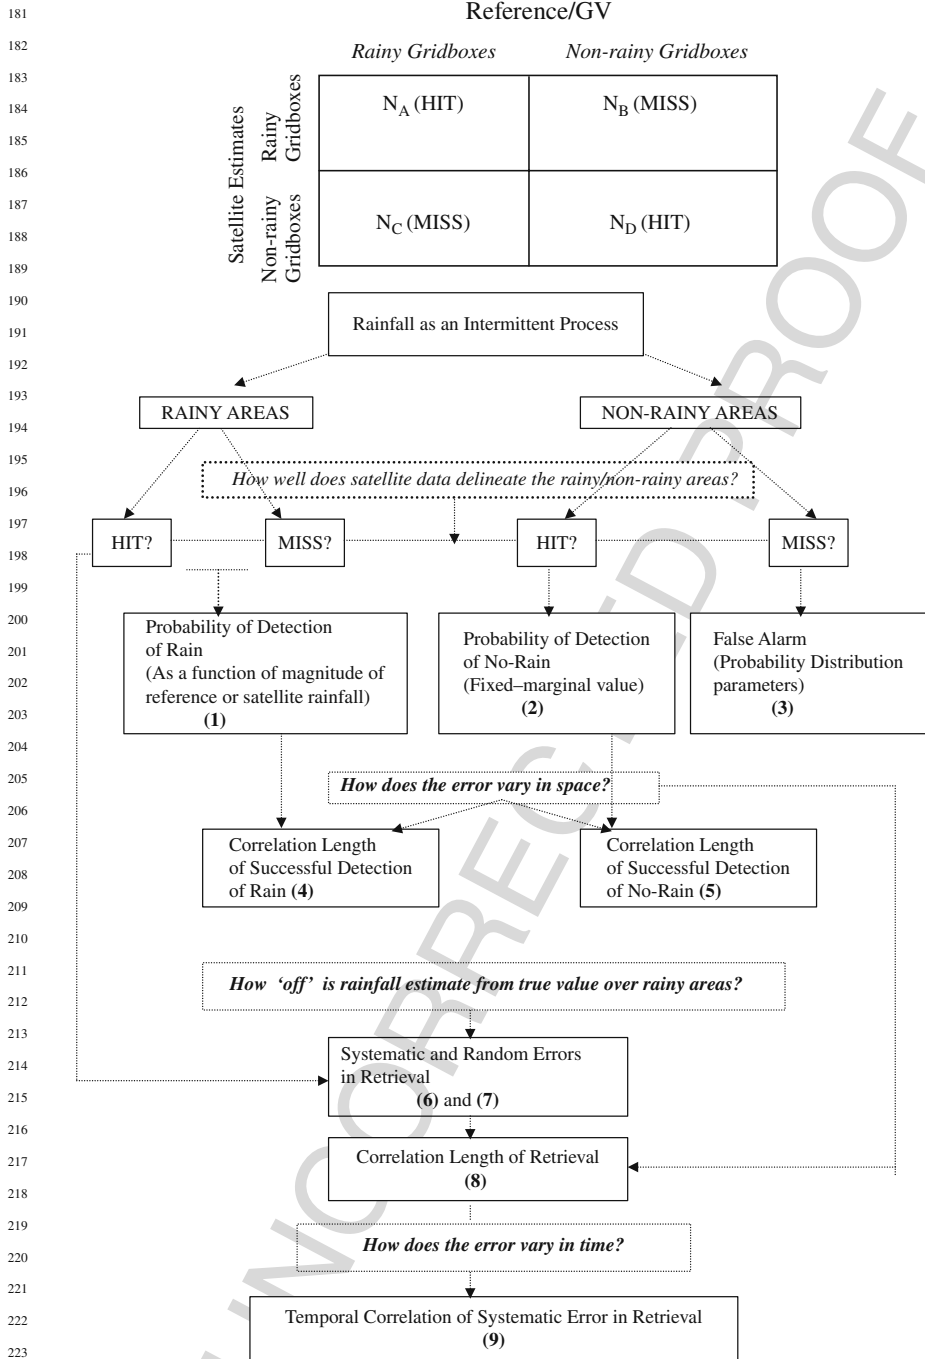 181
Reference/GV
182
Rainy Gridboxes Non-rainy Gridboxes
183
184
185
186
187
188
189
Satellite Estimates
Rainy
Gridboxes
Non-rainy
Gridboxes
N_A (HIT) N_B (MISS)
N_C (MISS) N_D (HIT)
190
191
192
Rainfall as an Intermittent Process
193
194
RAINY AREAS NON-RAINY AREAS
195
196
How well does satellite data delineate the rainy/non-rainy areas?
197
198
199
HIT? MISS? HIT? MISS?
200
201
202
203
204
Probability of Detection
of Rain
(As a function of magnitude of
reference or satellite rainfall)
(1)
Probability of Detection
of No-Rain
(Fixed–marginal value)
(2)
False Alarm
(Probability Distribution
parameters)
(3)
205
206
How does the error vary in space?
207
208
209
210
Correlation Length
of Successful Detection
of Rain (4)
Correlation Length
of Successful Detection
of No-Rain (5)
211
212
How ‘off’ is rainfall estimate from true value over rainy areas?
213
214
215
216
Systematic and Random Errors
in Retrieval
(6) and (7)
217
218
Correlation Length of Retrieval
(8)
219
220
How does the error vary in time?
221
222
223
Temporal Correlation of Systematic Error in Retrieval
(9)
UNCORRECTED PROOF